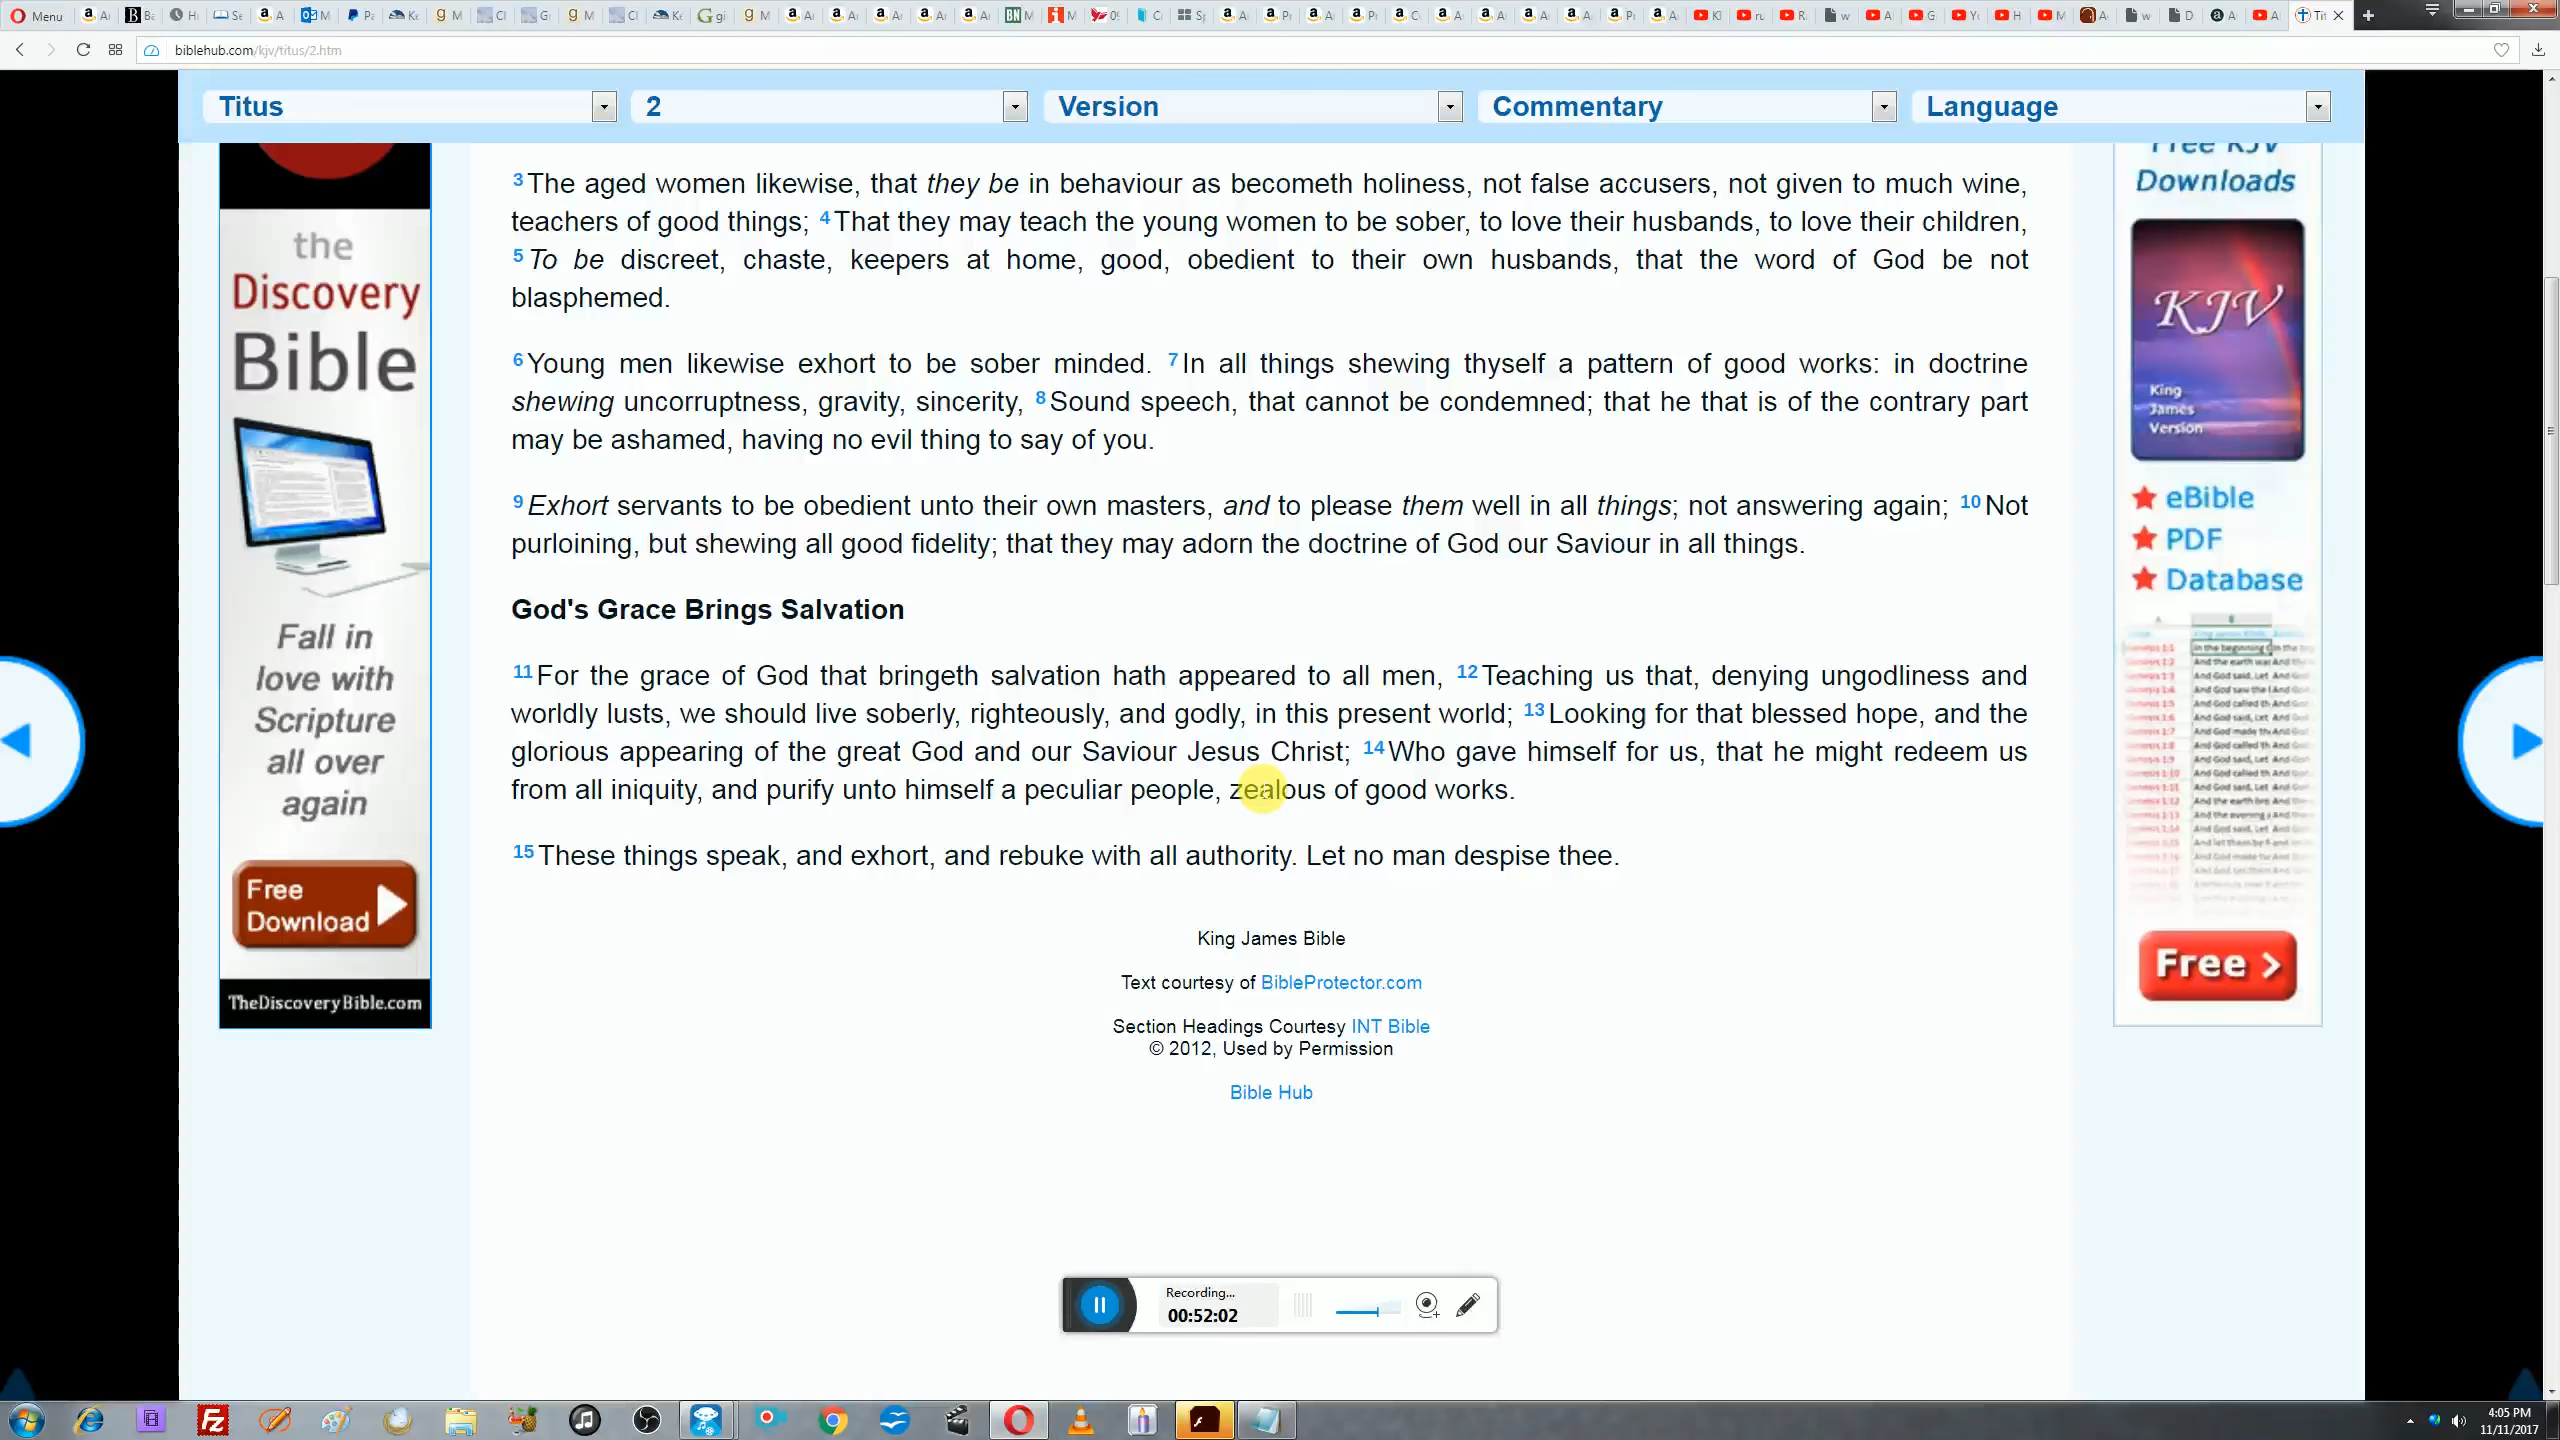 Menu
biblehub.com/kjv/titus/2.htm
Titus
2
Version
Commentary
Language
3 The aged women likewise, that they be in behaviour as becometh holiness, not false accusers, not given to much wine,
teachers of good things; 4 That they may teach the young women to be sober, to love their husbands, to love their children,
5 To be discreet, chaste, keepers at home, good, obedient to their own husbands, that the word of God be not
blasphemed.
6 Young men likewise exhort to be sober minded. 7 In all things shewing thyself a pattern of good works: in doctrine
shewing uncorruptness, gravity, sincerity, 8 Sound speech, that cannot be condemned; that he that is of the contrary part
may be ashamed, having no evil thing to say of you.
9 Exhort servants to be obedient unto their own masters, and to please them well in all things; not answering again; 10 Not
purloining, but shewing all good fidelity; that they may adorn the doctrine of God our Saviour in all things.
God's Grace Brings Salvation
11 For the grace of God that bringeth salvation hath appeared to all men, 12 Teaching us that, denying ungodliness and
worldly lusts, we should live soberly, righteously, and godly, in this present world; 13 Looking for that blessed hope, and the
glorious appearing of the great God and our Saviour Jesus Christ; 14 Who gave himself for us, that he might redeem us
from all iniquity, and purify unto himself a peculiar people, zealous of good works.
15 These things speak, and exhort, and rebuke with all authority. Let no man despise thee.
King James Bible
Text courtesy of BibleProtector.com
Section Headings Courtesy INT Bible
© 2012, Used by Permission
Bible Hub
the
Discovery
Bible
Fall in
love with
Scripture
all over
again
Free
Download
TheDiscoveryBible.com
Free KJV
Downloads
KJV
King
James
Version
eBible
PDF
Database
Free >
Recording...
00:52:02
4:05 PM
11/11/2017